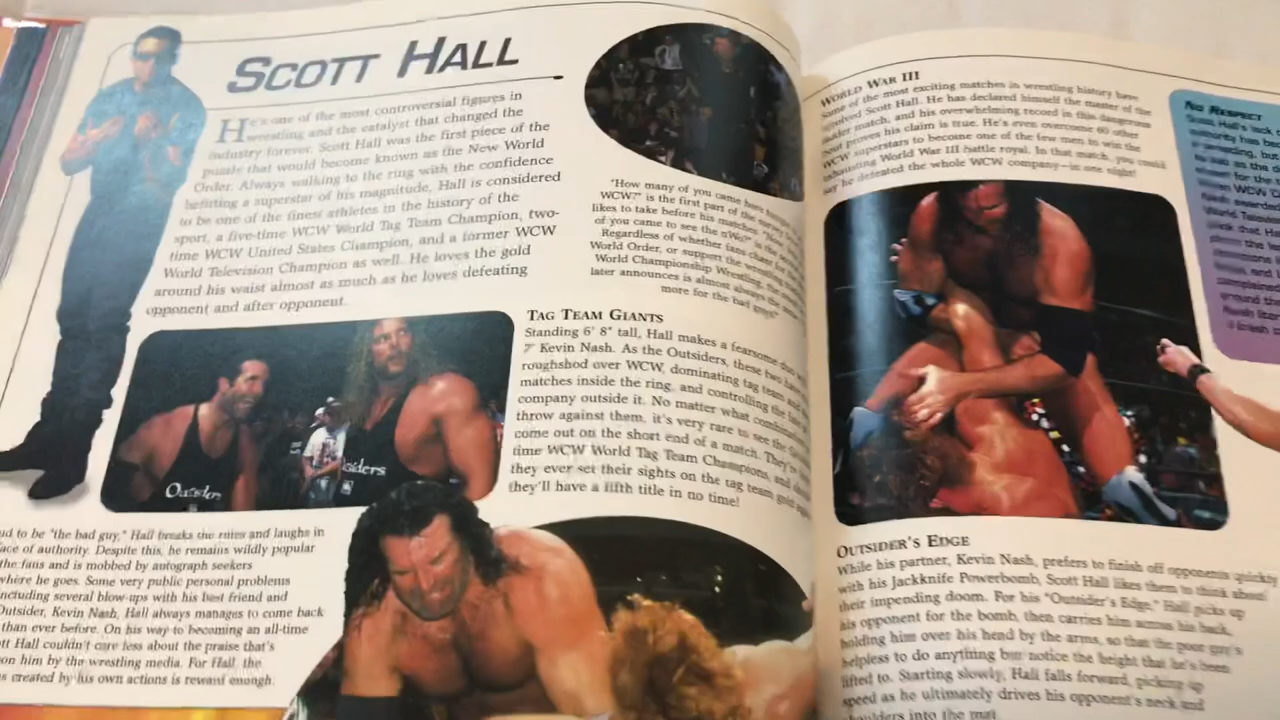 SCOTT HALL
He's one of the most controversial figures in
wrestling and the catalyst that changed the
industry forever. Scott Hall was the first piece of the
puzzle that would become known as the New World
Order. Always walking to the ring with the confidence
befitting a superstar of his magnitude, Hall is considered
to be one of the finest athletes in the history of the
sport, a five-time WCW World Tag Team Champion, two-
time WCW United States Champion, and a former WCW
World Television Champion as well. He loves the gold
around his waist almost as much as he loves defeating
opponent and after opponent.
Outsiders
Outsiders
ud to be "the bad guy," Hall breaks the rules and laughs in
face of authority. Despite this, he remains wildly popular
the fans and is mobbed by autograph seekers
where he goes. Some very public personal problems
including several blow-ups with his best friend and
Outsider, Kevin Nash, Hall always manages to come back
than ever before. On his way to becoming an all-time
tt Hall couldn't care less about the praise that's
on him by the wrestling media. For Hall, the
s created by his own actions is reward enough.
"How many of you came here
WCW?" is the first part of the survey
likes to take before his matches. "Now
of you came to see the nWo?" is the
Regardless of whether fans chant for the
World Order, or support the wrestling
World Championship Wrestling, the
later announces is almost always the
more for the bad guys!"
TAG TEAM GIANTS
Standing 6' 8" tall, Hall makes a fearsome duo
7' Kevin Nash. As the Outsiders, these two have
roughshod over WCW, dominating tag team
matches inside the ring, and controlling the
company outside it. No matter what
throw against them, it's very rare to see the
come out on the short end of a match. They're
time WCW World Tag Team Champions, and
they ever set their sights on the tag team gold
they'll have a fifth title in no time!
WORLD WAR III
Some of the most exciting matches in wrestling history have
involved Scott Hall. He has declared himself the master of the
ladder match, and his overwhelming record in this dangerous
bout proves his claim is true. He's even overcome 60 other
WCW superstars to become one of the few men to win the
exhausting World War III battle royal. In that match, you could
say he defeated the whole WCW company—in one night!
OUTSIDER'S EDGE
While his partner, Kevin Nash, prefers to finish off opponents quickly
with his Jackknife Powerbomb, Scott Hall likes them to think about
their impending doom. For his "Outsider's Edge," Hall picks up
his opponent for the bomb, then carries him across his back,
holding him over his head by the arms, so that the poor guy's
helpless to do anything but notice the height that he's been
lifted to. Starting slowly, Hall falls forward, picking up
speed as he ultimately drives his opponent's neck and
shoulders into the mat.
NO RESPECT
Scott Hall's lack